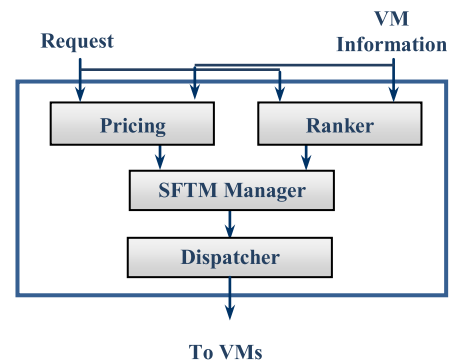 Request
VM
Information
Pricing
Ranker
SFTM Manager
Dispatcher
To VMs